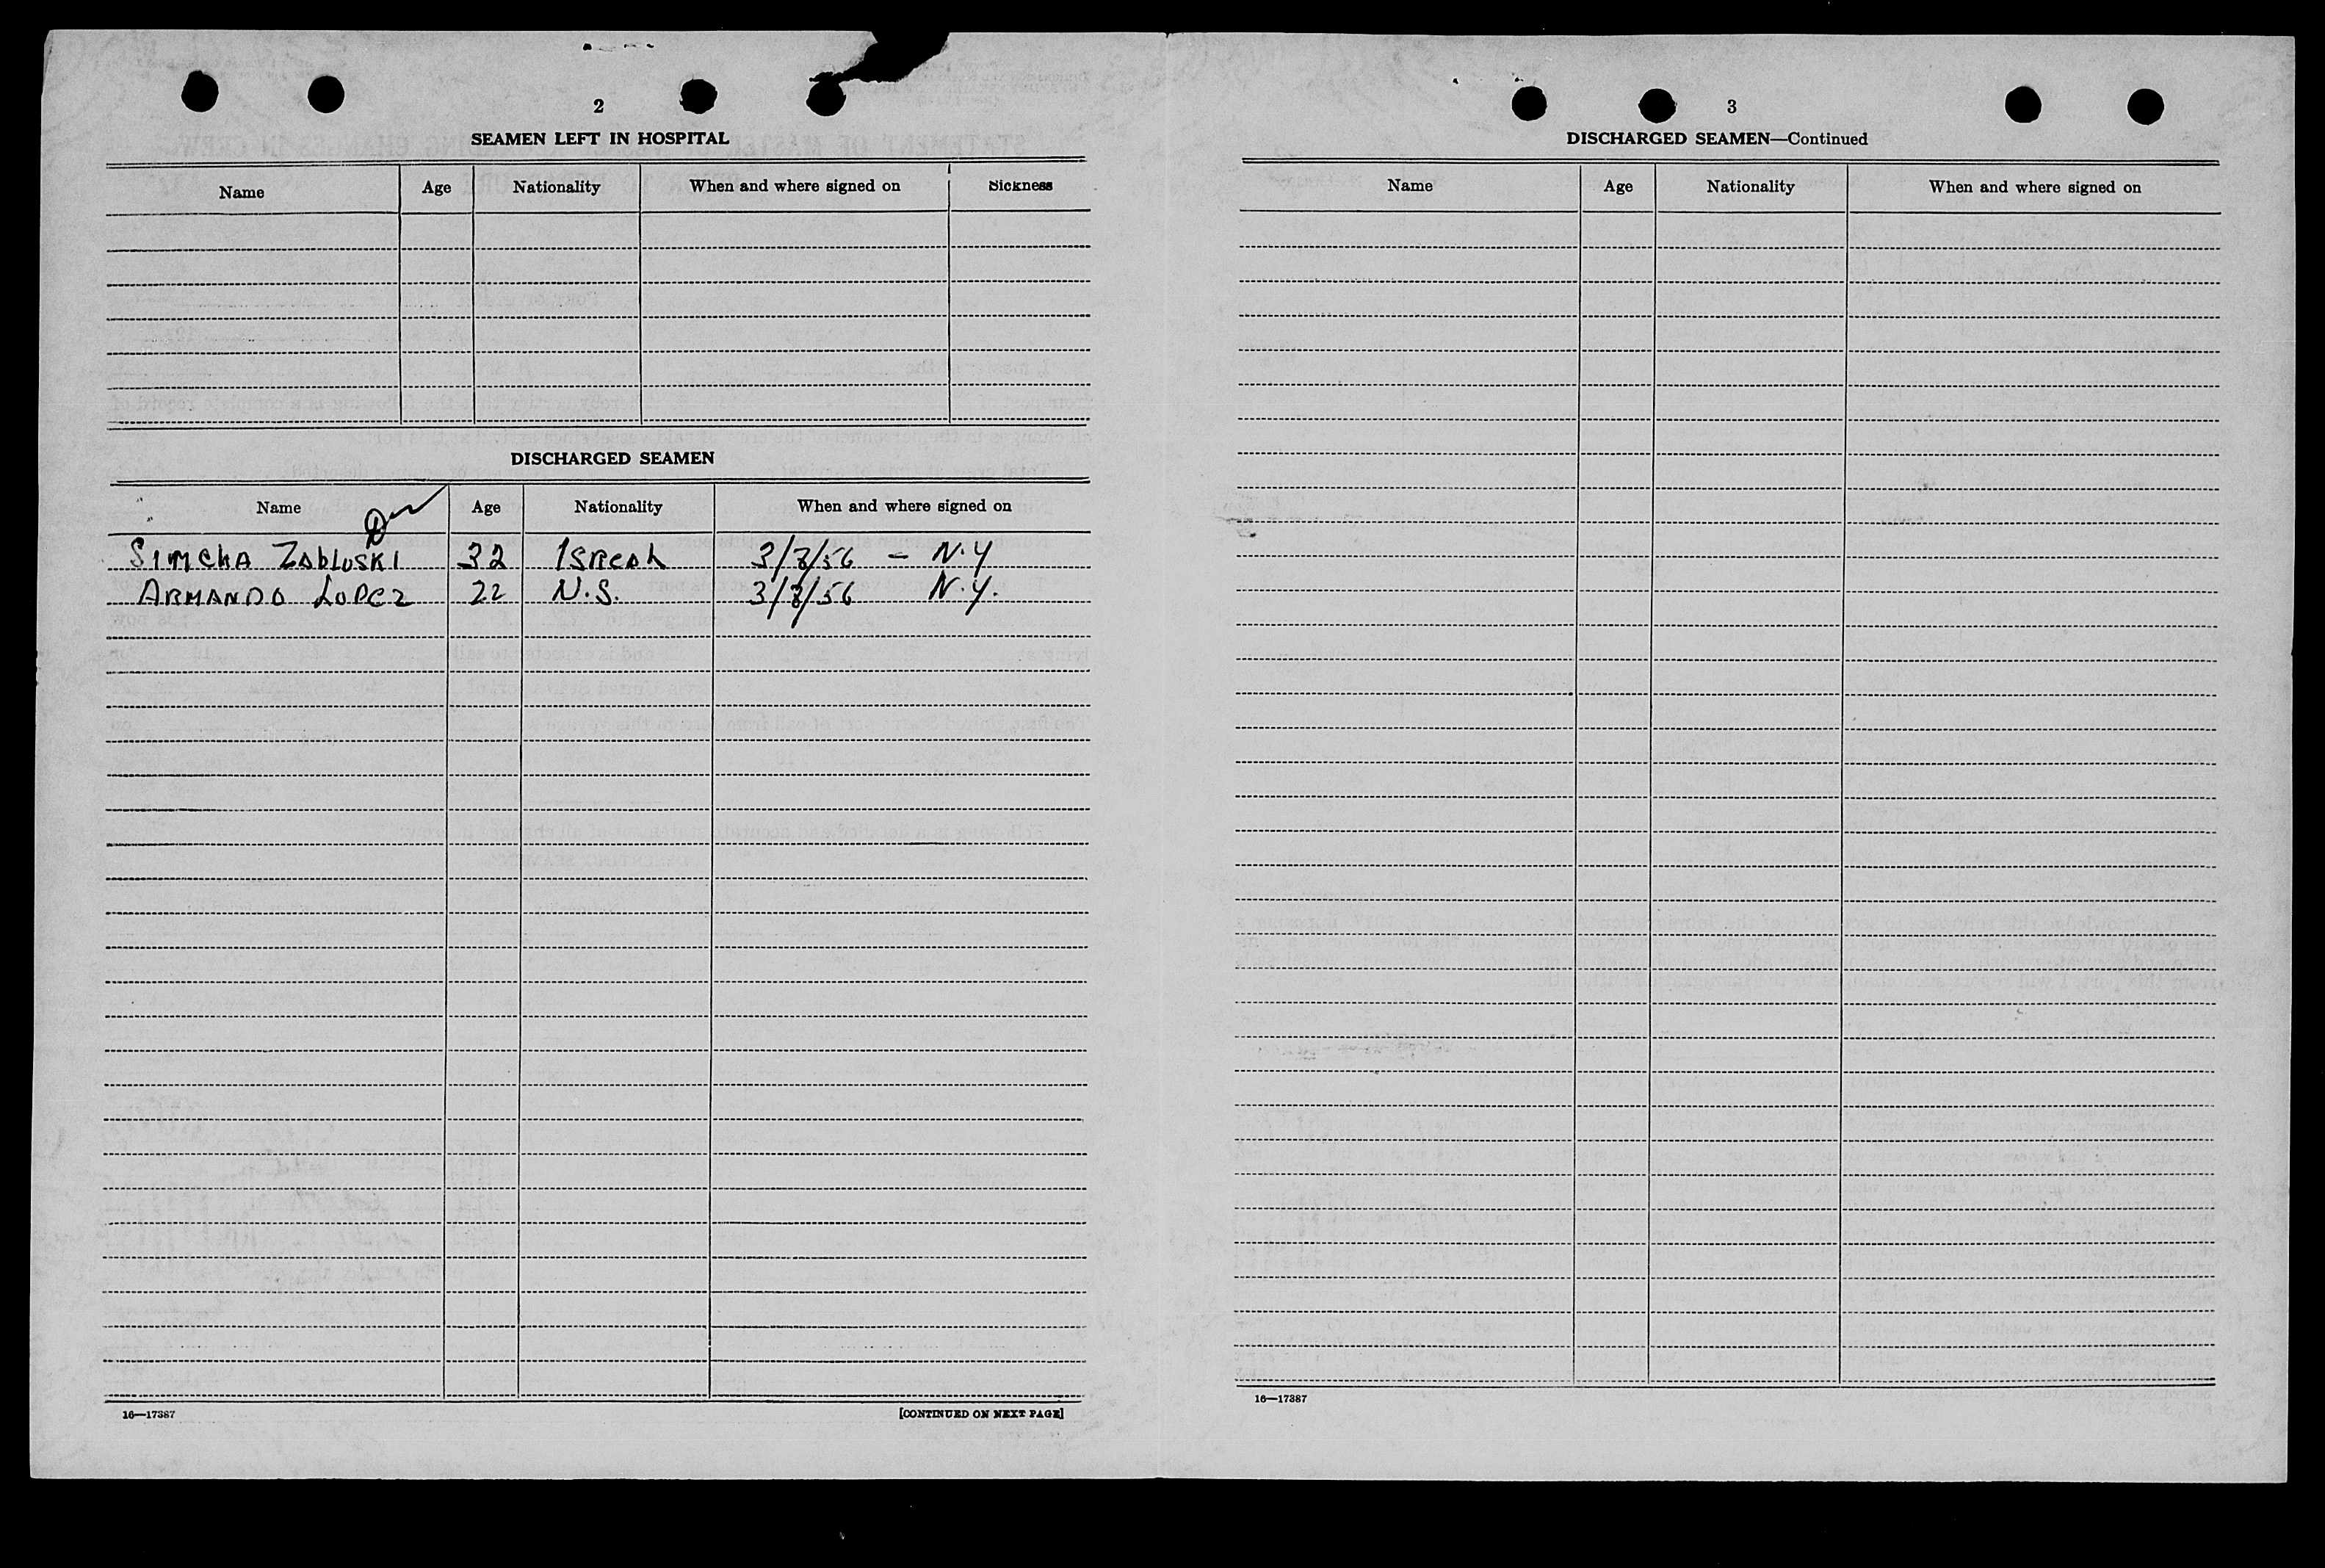 2
SEAMEN LEFT IN HOSPITAL
Name Age Nationality When and where signed on Sickness
DISCHARGED SEAMEN
Name Age Nationality When and where signed on
SIMCHA ZABLUSKI 32 ISREAL 3/8/56 – N.Y
ARMANDO LOPEZ 22 N.S. 3/8/56 N.Y.
16—17387 [CONTINUED ON NEXT PAGE]
3
DISCHARGED SEAMEN—Continued
Name Age Nationality When and where signed on
16—17387